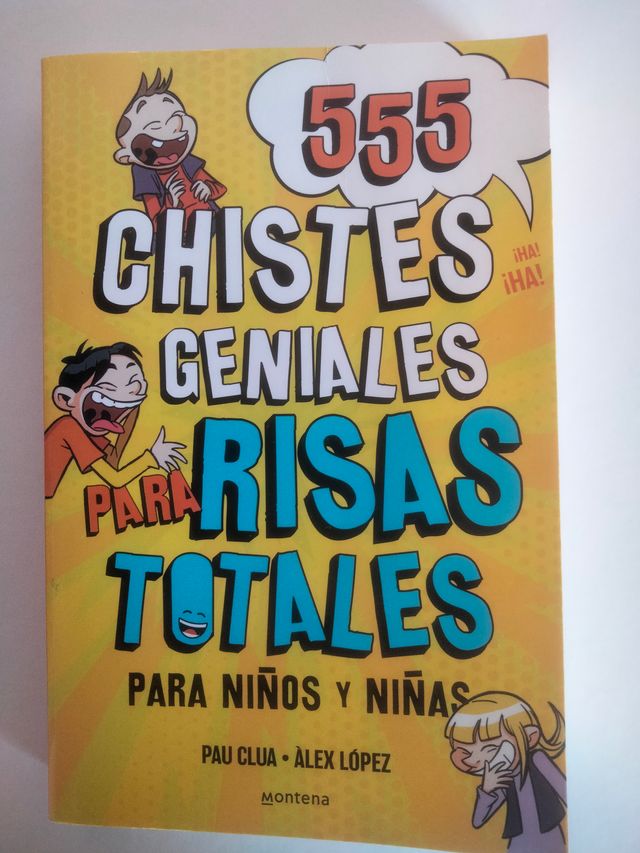 555
CHISTES
¡HA!
¡HA!
GENIALES
PARA RISAS
TOTALES
PARA NIÑOS Y NIÑAS
PAU CLUA • ÀLEX LÓPEZ
Montena